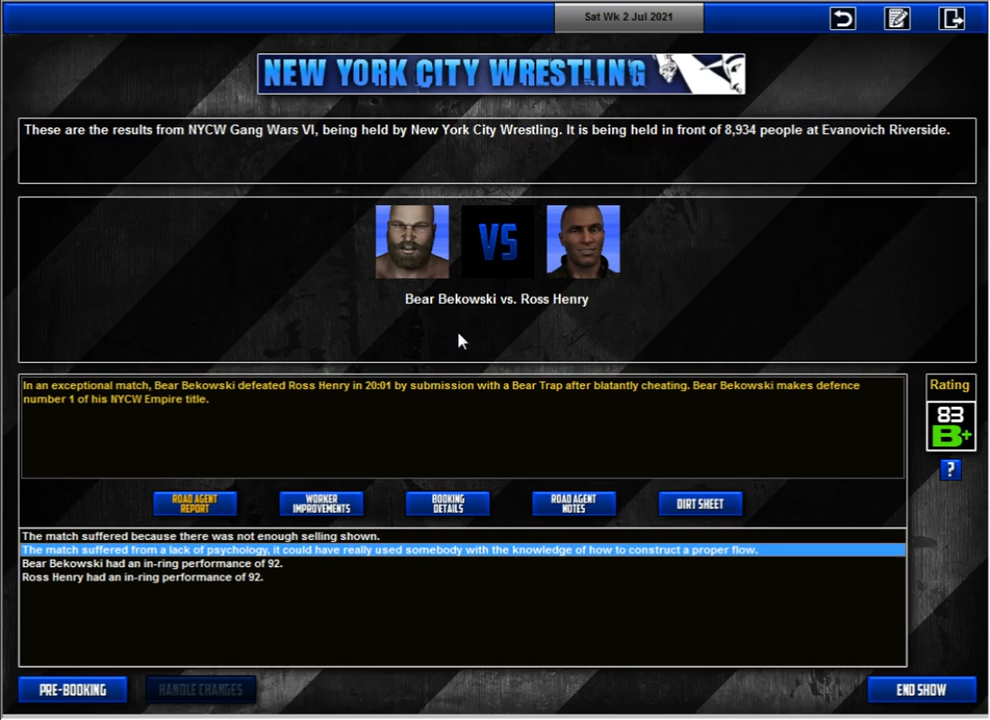 Sat Wk 2 Jul 2021
NEW YORK CITY WRESTLING
These are the results from NYCW Gang Wars VI, being held by New York City Wrestling. It is being held in front of 8,934 people at Evanovich Riverside.
VS
Bear Bekowski vs. Ross Henry
In an exceptional match, Bear Bekowski defeated Ross Henry in 20:01 by submission with a Bear Trap after blatantly cheating. Bear Bekowski makes defence
number 1 of his NYCW Empire title.
Rating
83
B+
?
ROAD AGENT
REPORT
WORKER
IMPROVEMENTS
BOOKING
DETAILS
ROAD AGENT
NOTES
DIRT SHEET
The match suffered because there was not enough selling shown.
The match suffered from a lack of psychology, it could have really used somebody with the knowledge of how to construct a proper flow.
Bear Bekowski had an in-ring performance of 92.
Ross Henry had an in-ring performance of 92.
PRE-BOOKING
HANDLE CHANGES
END SHOW